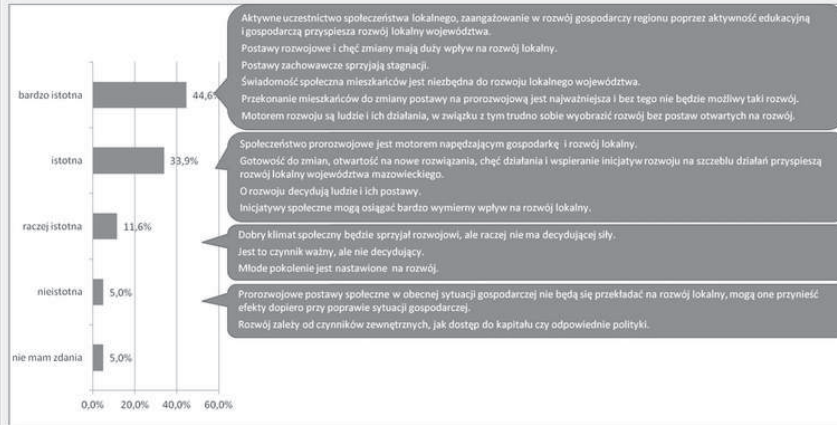 Aktywne uczestnictwo społeczeństwa lokalnego, zaangażowanie w rozwój gospodarczy regionu poprzez aktywność edukacyjną
i gospodarczą przyspiesza rozwój lokalny województwa.
Postawy rozwojowe i chęć zmiany mają duży wpływ na rozwój lokalny.
Postawy zachowawcze sprzyjają stagnacji.
Świadomość społeczna mieszkańców jest niezbędna do rozwoju lokalnego województwa.
Przekonanie mieszkańców do zmiany postawy na prorozwojową jest najważniejsza i bez tego nie będzie możliwy taki rozwój.
Motorem rozwoju są ludzie i ich działania, w związku z tym trudno sobie wyobrazić rozwój bez postaw otwartych na rozwój.
bardzo istotna
44,6%
Społeczeństwo prorozwojowe jest motorem napędzającym gospodarkę i rozwój lokalny.
Gotowość do zmian, otwartość na nowe rozwiązania, chęć działania i wspieranie inicjatyw rozwoju na szczeblu działań przyspieszą
rozwój lokalny województwa mazowieckiego.
O rozwoju decydują ludzie i ich postawy.
Inicjatywy społeczne mogą osiągać bardzo wymierny wpływ na rozwój lokalny.
istotna
33,9%
raczej istotna
11,6%
Dobry klimat społeczny będzie sprzyjał rozwojowi, ale raczej nie ma decydującej siły.
Jest to czynnik ważny, ale nie decydujący.
Młode pokolenie jest nastawione na rozwój.
nieistotna
5,0%
Prorozwojowe postawy społeczne w obecnej sytuacji gospodarczej nie będą się przekładać na rozwój lokalny, mogą one przynieść
efekty dopiero przy poprawie sytuacji gospodarczej.
Rozwój zależy od czynników zewnętrznych, jak dostęp do kapitału czy odpowiednie polityki.
nie mam zdania
5,0%
0,0% 20,0% 40,0% 60,0%